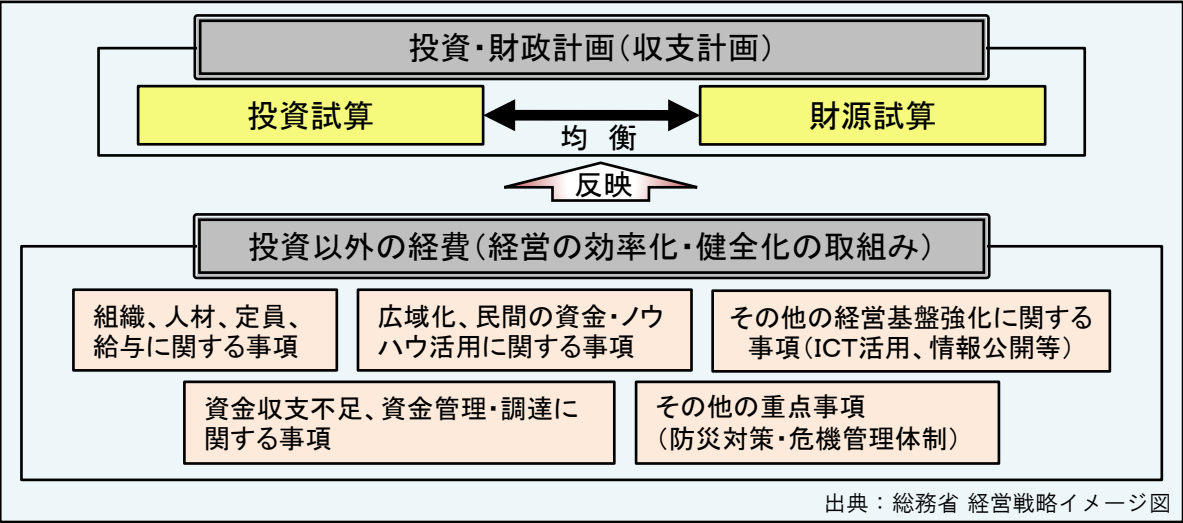 投資・財政計画（収支計画）
投資試算
財源試算
均 衡
反映
投資以外の経費（経営の効率化・健全化の取組み）
組織、人材、定員、
給与に関する事項
広域化、民間の資金・ノウ
ハウ活用に関する事項
その他の経営基盤強化に関する
事項（ICT活用、情報公開等）
資金収支不足、資金管理・調達に
関する事項
その他の重点事項
（防災対策・危機管理体制）
出典：総務省 経営戦略イメージ図